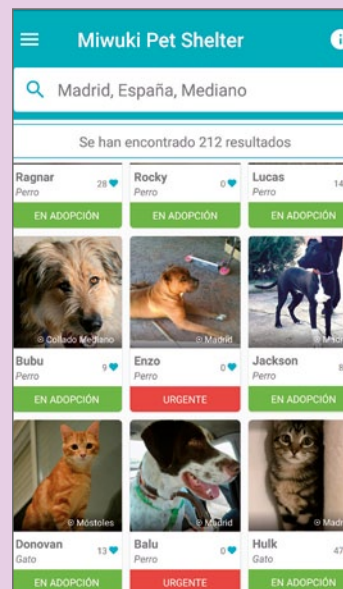 Miwuki Pet Shelter
Madrid, España, Mediano
Se han encontrado 212 resultados
Ragnar 28 Rocky 0 Lucas 14
Perro Perro Perro
EN ADOPCIÓN EN ADOPCIÓN EN ADOPCIÓN
Collado Mediano Madrid Mad
Bubu 9 Enzo 0 Jackson 8
Perro Perro Perro
EN ADOPCIÓN URGENTE EN ADOPCIÓN
Móstoles Madrid Mad
Donovan 13 Balu 0 Hulk 47
Gato Perro Gato
EN ADOPCIÓN URGENTE EN ADOPCIÓN